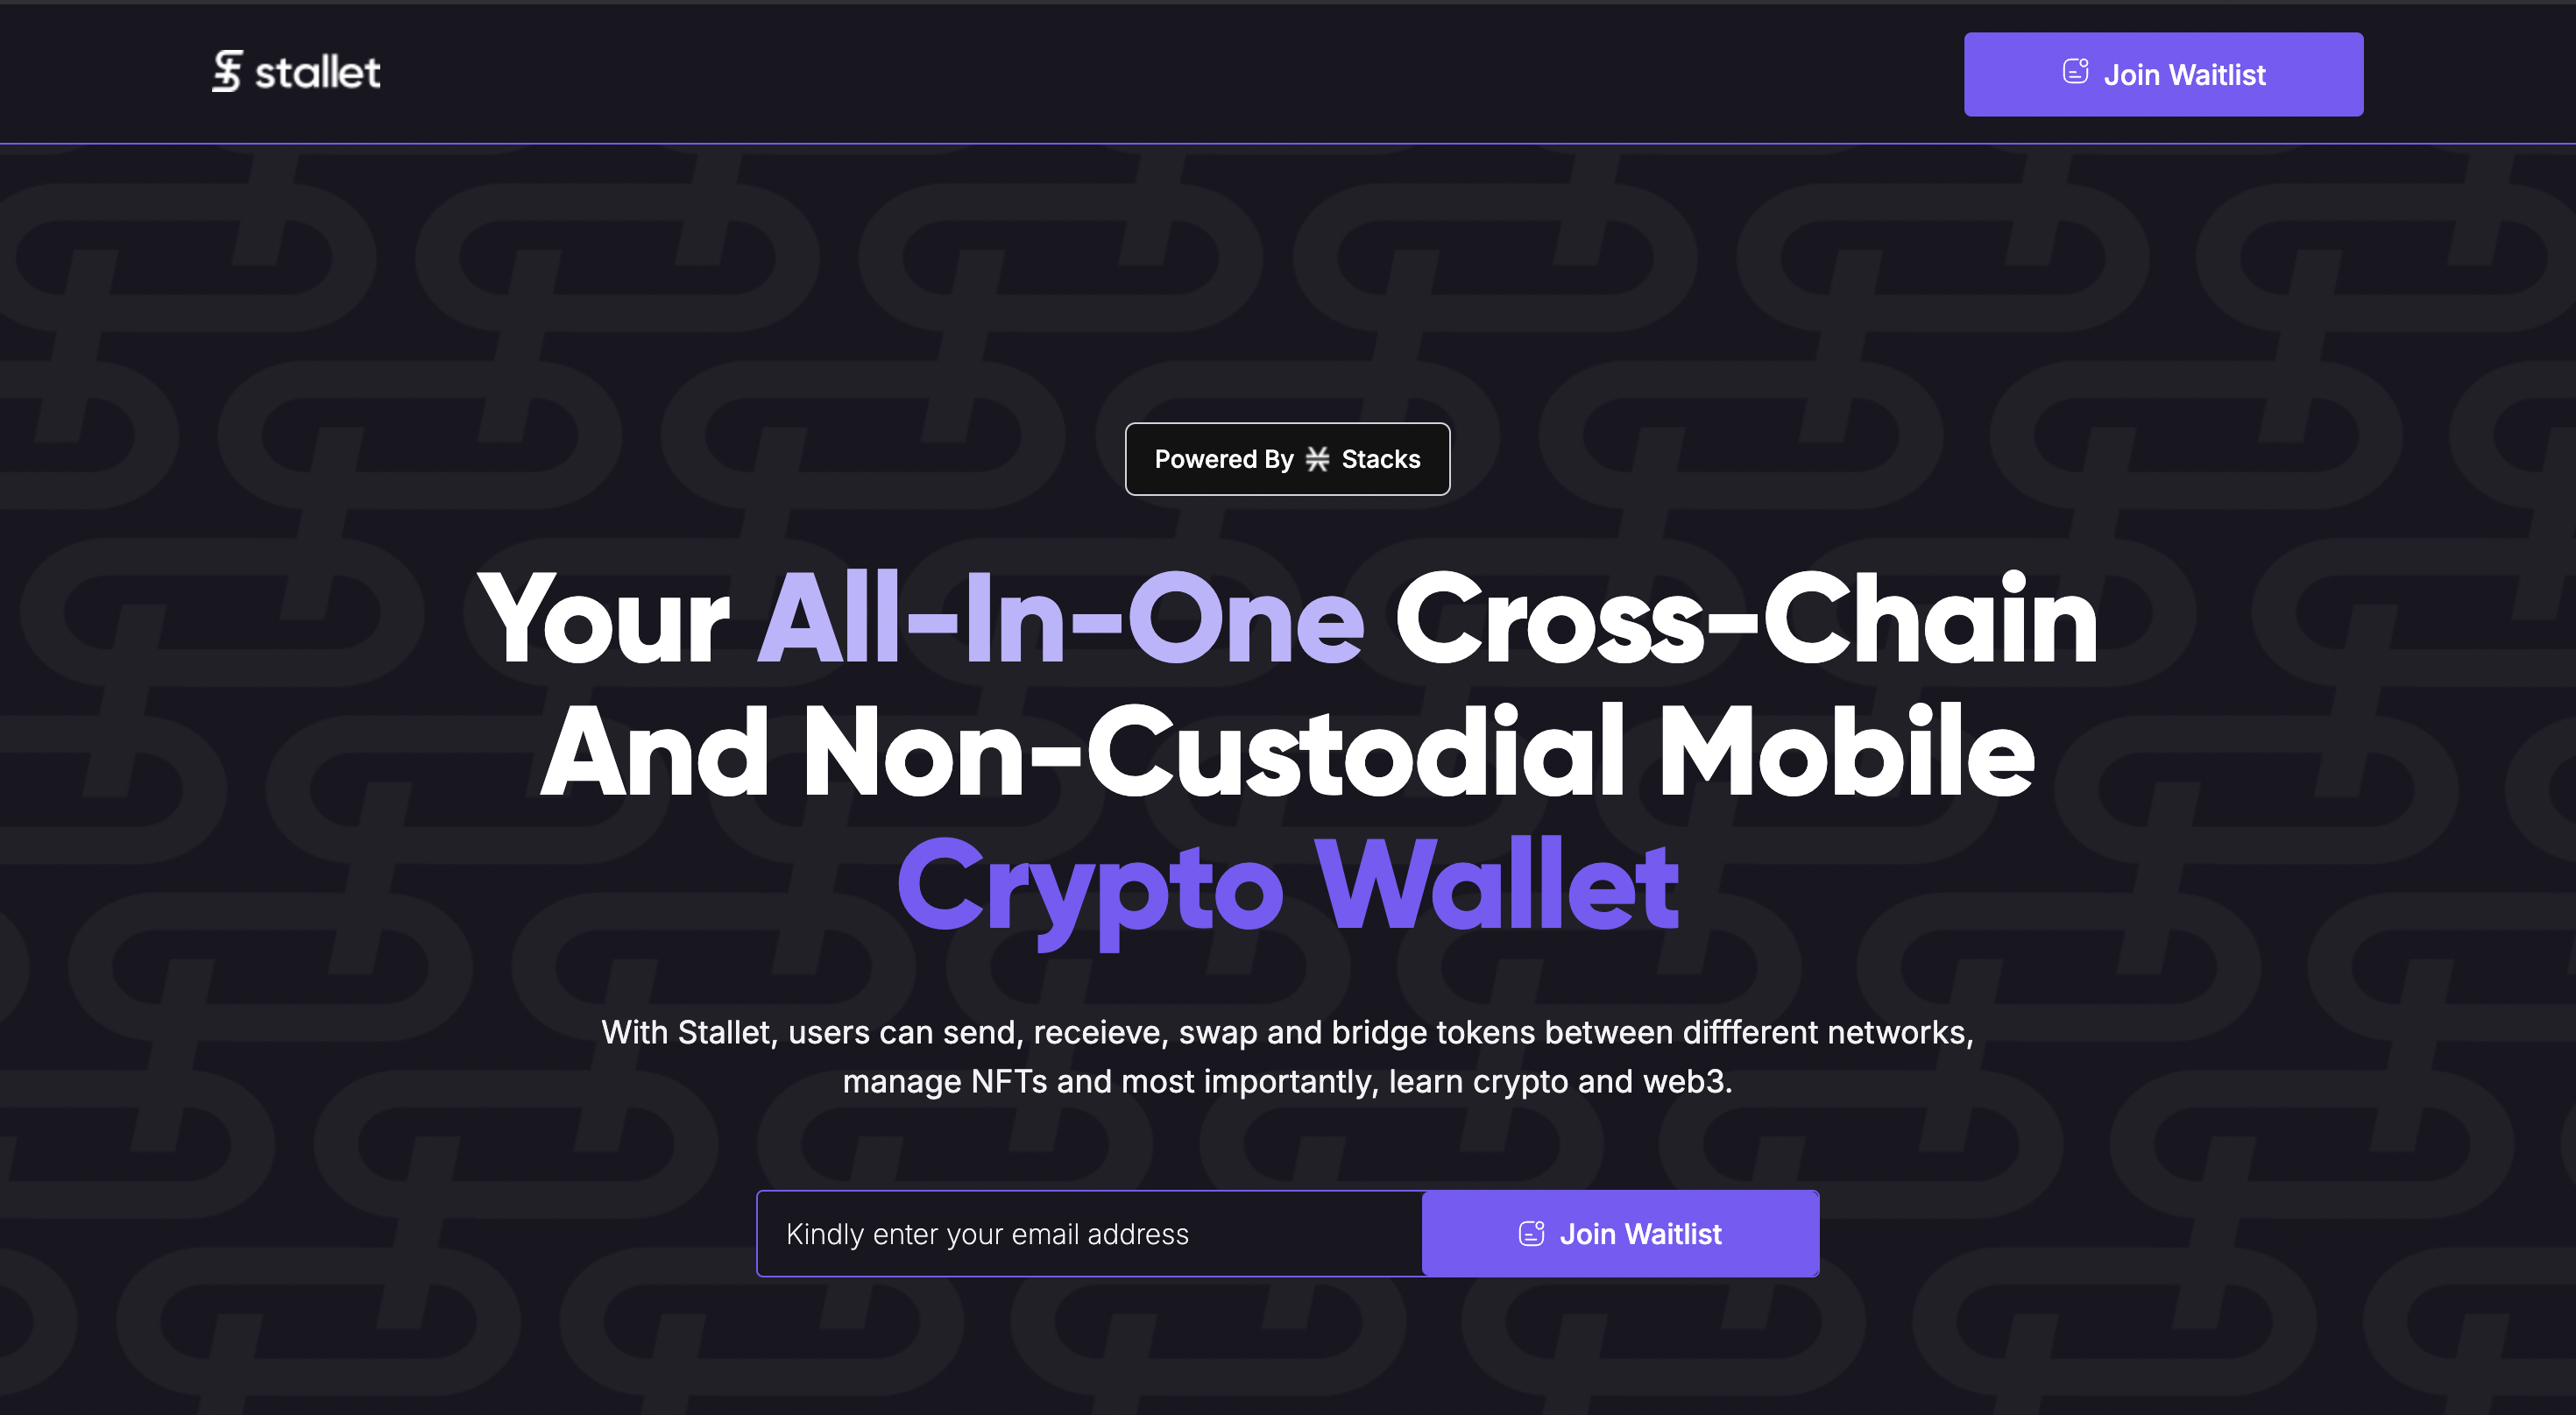 stallet
Join Waitlist
Powered By Stacks
Your All-In-One Cross-Chain
And Non-Custodial Mobile
Crypto Wallet
With Stallet, users can send, receieve, swap and bridge tokens between diffferent networks,
manage NFTs and most importantly, learn crypto and web3.
Kindly enter your email address
Join Waitlist